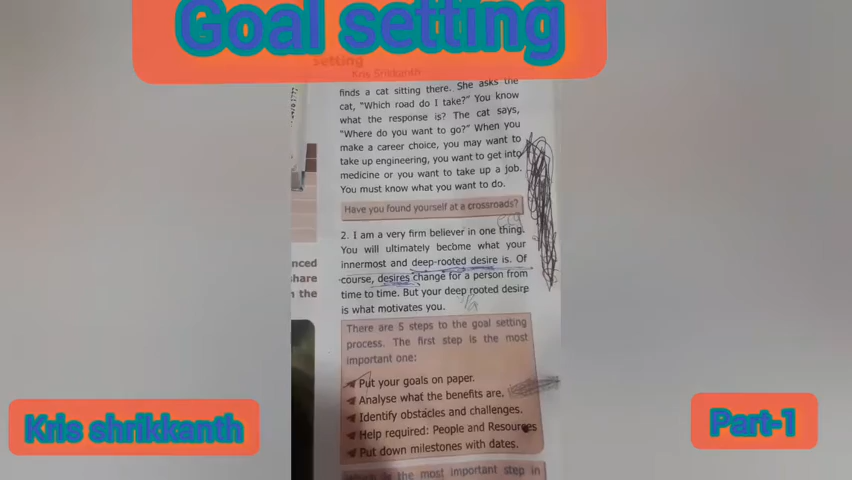 Goal setting
setting
Kris Srikkanth
finds a cat sitting there. She asks the
cat, "Which road do I take?" You know
what the response is? The cat says,
"Where do you want to go?" When you
make a career choice, you may want to
take up engineering, you want to get into
medicine or you want to take up a job.
You must know what you want to do.
Have you found yourself at a crossroads?
2. I am a very firm believer in one thing.
You will ultimately become what your
innermost and deep-rooted desire is. Of
course, desires change for a person from
time to time. But your deep rooted desire
is what motivates you.
nced
share
n the
There are 5 steps to the goal setting
process. The first step is the most
important one:
Put your goals on paper.
Analyse what the benefits are.
Identify obstacles and challenges.
Help required: People and Resources
Put down milestones with dates.
is the most important step in
Kris shrikkanth
Part-1